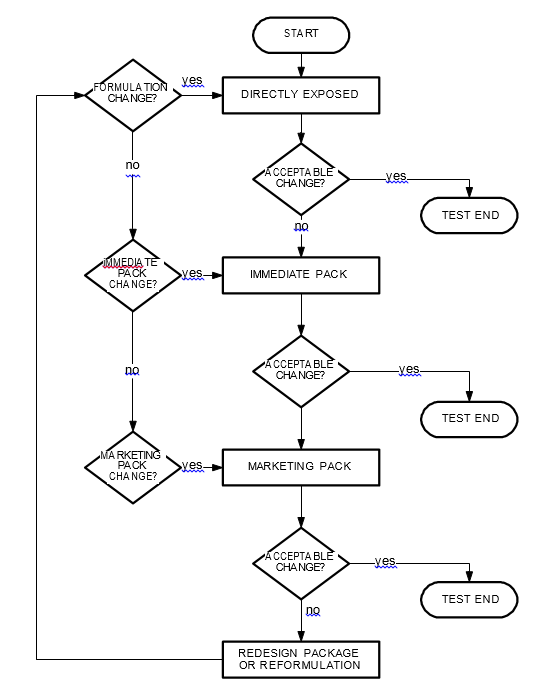 START
FORMULATION
CHANGE?
yes
DIRECTLY EXPOSED
no
ACCEPTABLE
CHANGE?
yes
TEST END
no
IMMEDIATE
PACK
CHANGE?
yes
IMMEDIATE PACK
no
ACCEPTABLE
CHANGE?
yes
TEST END
MARKETING
PACK
CHANGE?
yes
MARKETING PACK
ACCEPTABLE
CHANGE?
yes
TEST END
no
REDESIGN PACKAGE
OR REFORMULATION